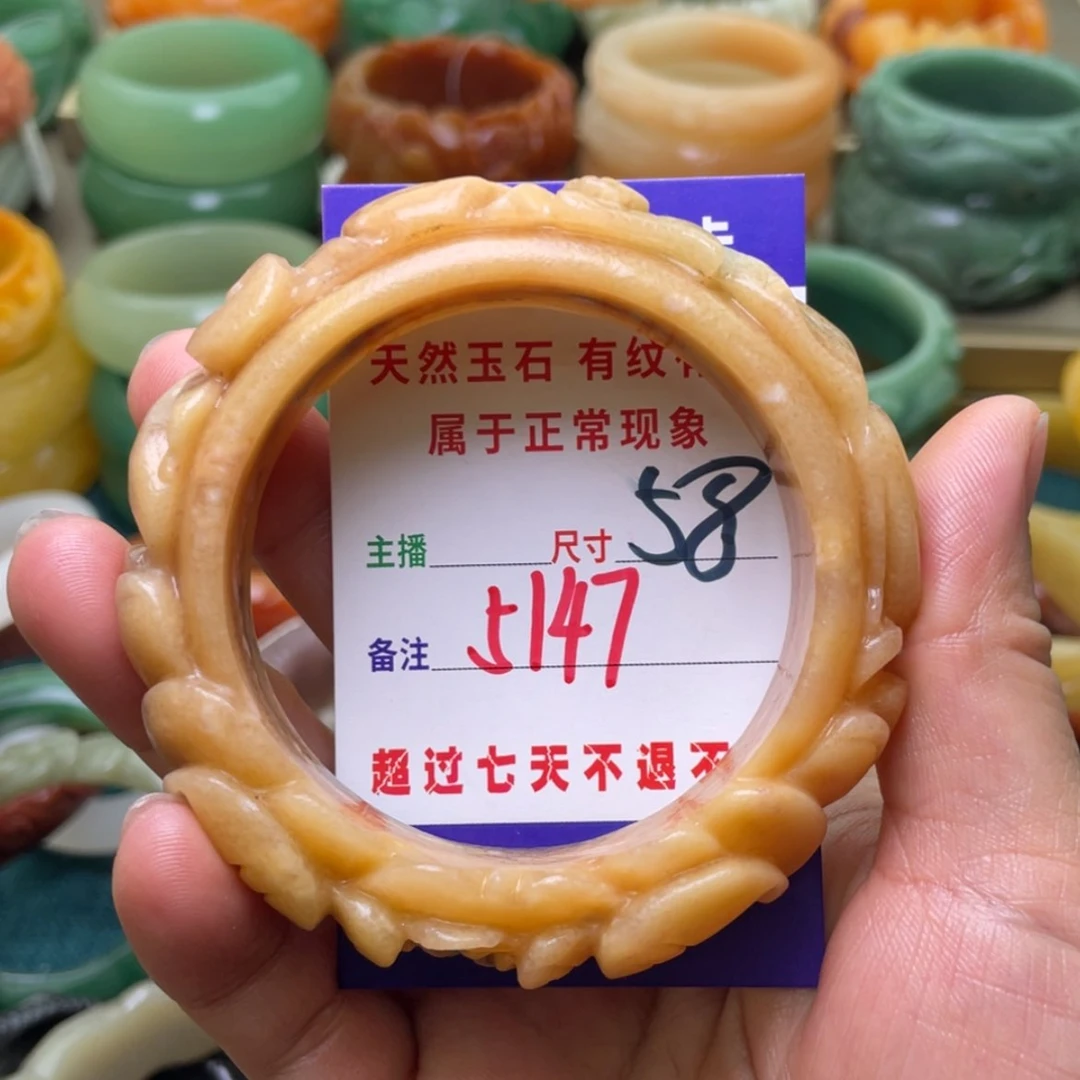 天然玉石 有纹
属于正常现象
主播 尺寸 58
备注 5147
超过七天不退不